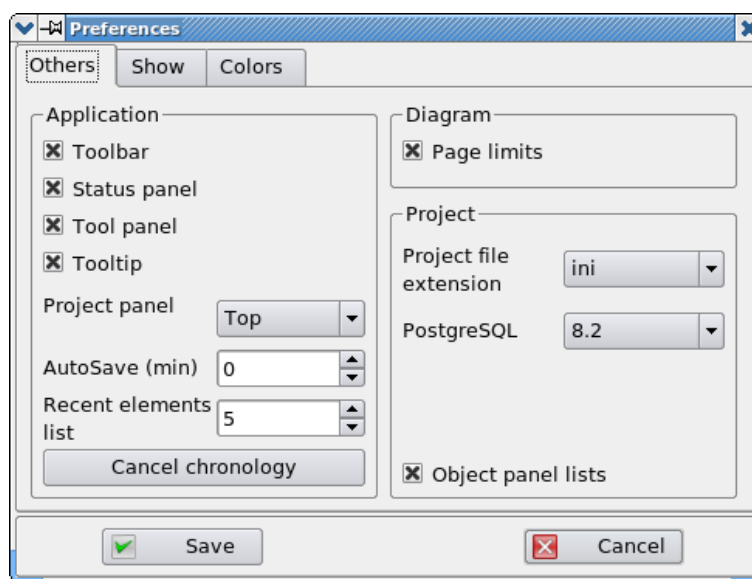 Preferences
Others Show Colors
Application
Toolbar
Status panel
Tool panel
Tooltip
Project panel Top
AutoSave (min) 0
Recent elements
list
5
Cancel chronology
Diagram
Page limits
Project
Project file
extension
ini
PostgreSQL 8.2
Object panel lists
Save Cancel